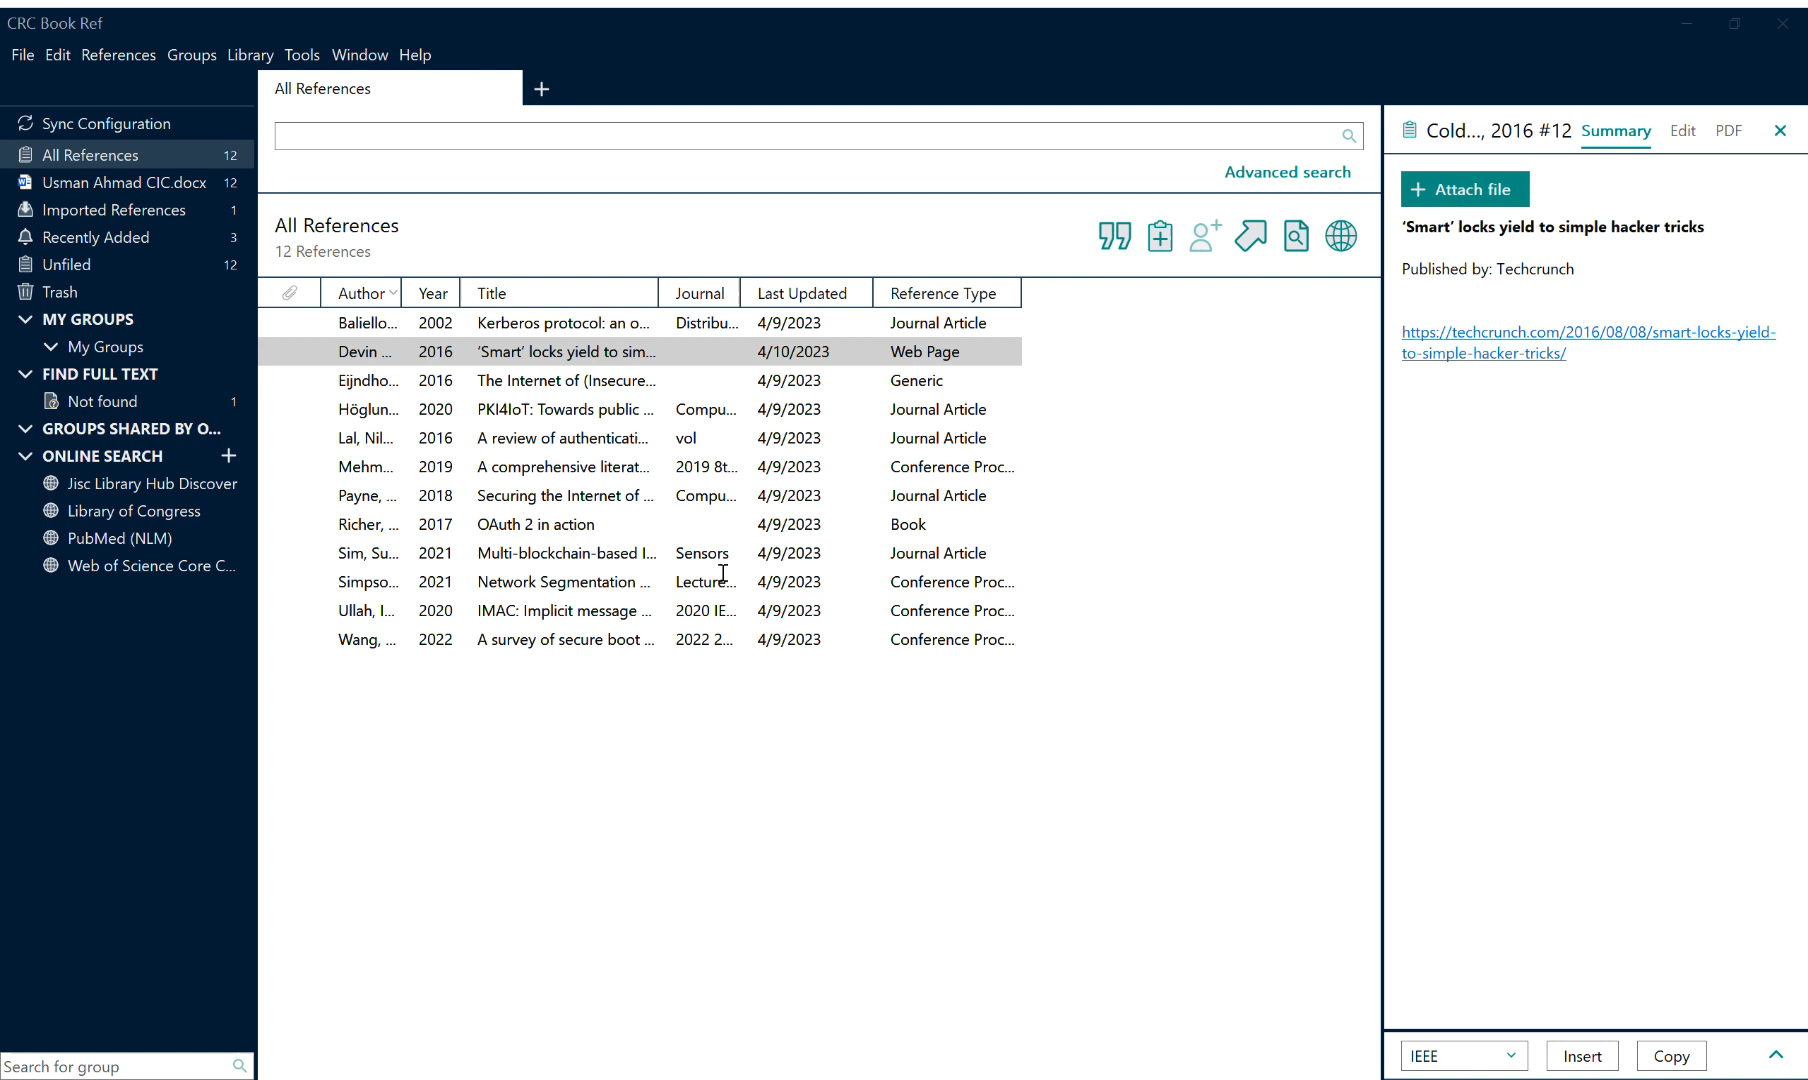 CRC Book Ref
File Edit References Groups Library Tools Window Help
All References
Sync Configuration
All References 12
Usman Ahmad CIC.docx 12
Imported References 1
Recently Added 3
Unfiled 12
Trash
MY GROUPS
My Groups
FIND FULL TEXT
Not found 1
GROUPS SHARED BY O...
ONLINE SEARCH +
Jisc Library Hub Discover
Library of Congress
PubMed (NLM)
Web of Science Core C...
Search for group
Advanced search
All References
12 References
Author Year Title Journal Last Updated Reference Type
Baliello... 2002 Kerberos protocol: an o... Distribu... 4/9/2023 Journal Article
Devin ... 2016 ‘Smart’ locks yield to sim... 4/10/2023 Web Page
Eijndho... 2016 The Internet of (Insecure... 4/9/2023 Generic
Höglun... 2020 PKI4IoT: Towards public ... Compu... 4/9/2023 Journal Article
Lal, Nil... 2016 A review of authenticati... vol 4/9/2023 Journal Article
Mehm... 2019 A comprehensive literat... 2019 8t... 4/9/2023 Conference Proc...
Payne, ... 2018 Securing the Internet of ... Compu... 4/9/2023 Journal Article
Richer, ... 2017 OAuth 2 in action 4/9/2023 Book
Sim, Su... 2021 Multi-blockchain-based I... Sensors 4/9/2023 Journal Article
Simpso... 2021 Network Segmentation ... Lecture... 4/9/2023 Conference Proc...
Ullah, I... 2020 IMAC: Implicit message ... 2020 IE... 4/9/2023 Conference Proc...
Wang, ... 2022 A survey of secure boot ... 2022 2... 4/9/2023 Conference Proc...
Cold..., 2016 #12 Summary Edit PDF
+ Attach file
‘Smart’ locks yield to simple hacker tricks
Published by: Techcrunch
https://techcrunch.com/2016/08/08/smart-locks-yield-
to-simple-hacker-tricks/
IEEE Insert Copy